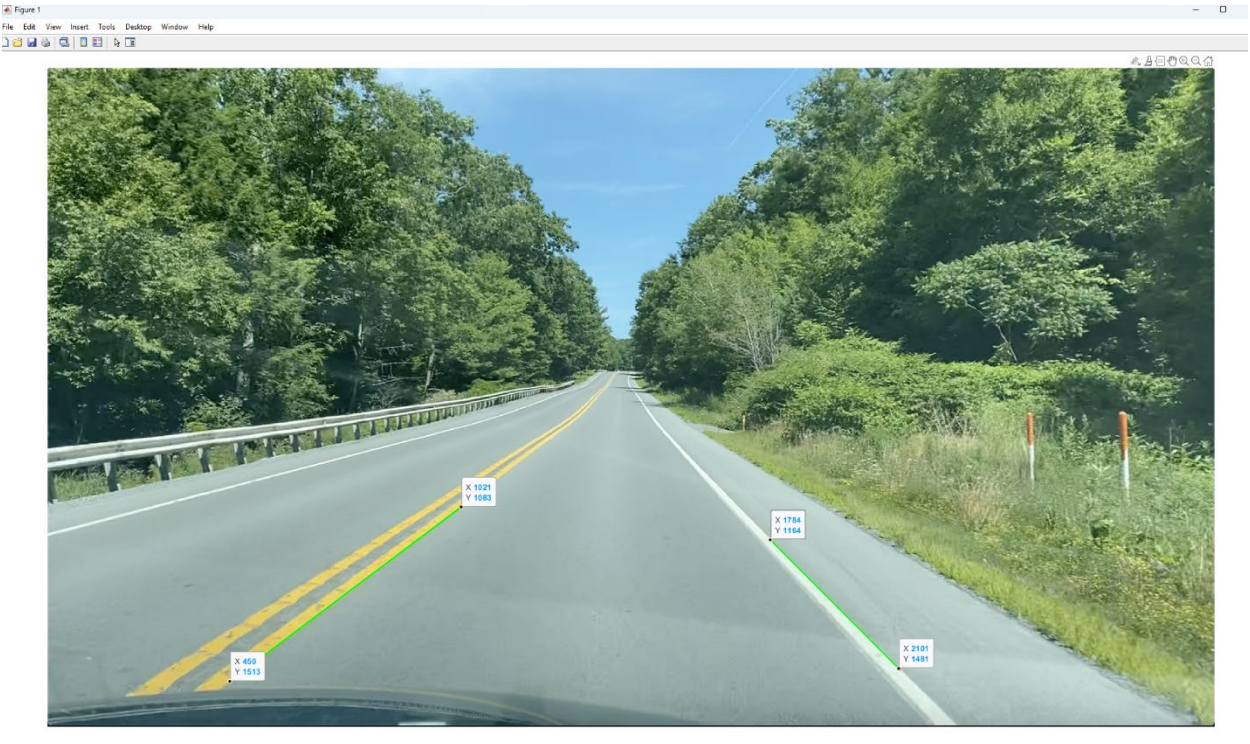 Figure 1
File Edit View Insert Tools Desktop Window Help
X 1021
Y 1083
X 1784
Y 1164
X 450
Y 1513
X 2101
Y 1481